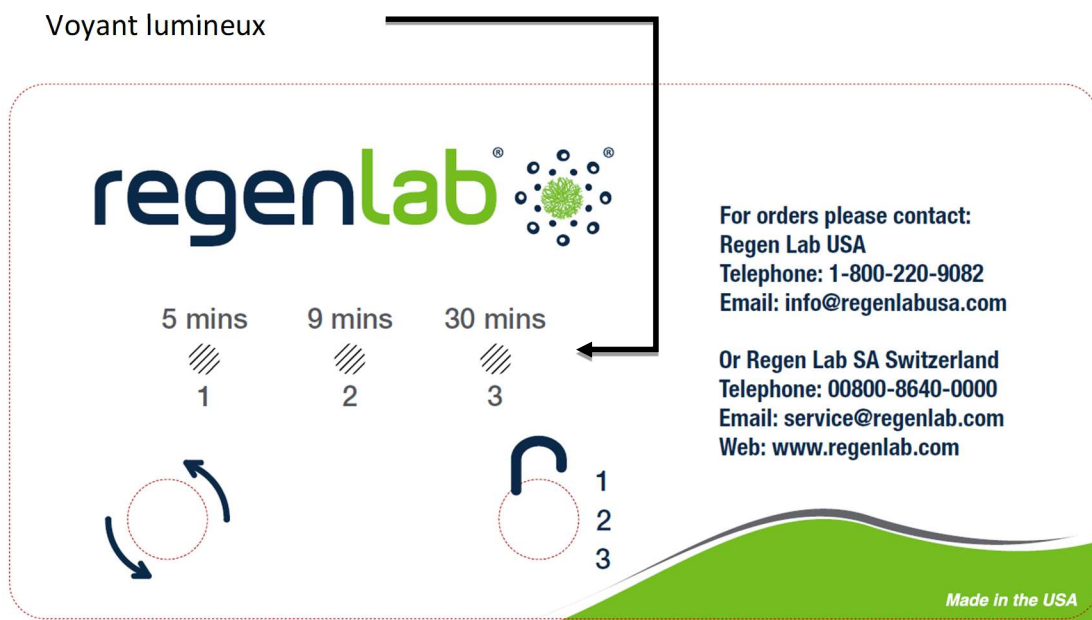 Voyant lumineux
regenlab® ®
For orders please contact:
Regen Lab USA
Telephone: 1-800-220-9082
Email: info@regenlabusa.com
5 mins 9 mins 30 mins
1 2 3
Or Regen Lab SA Switzerland
Telephone: 00800-8640-0000
Email: service@regenlab.com
Web: www.regenlab.com
1
2
3
Made in the USA